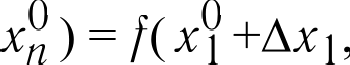 x_n^0) = f(x_1^0+Δx_1,